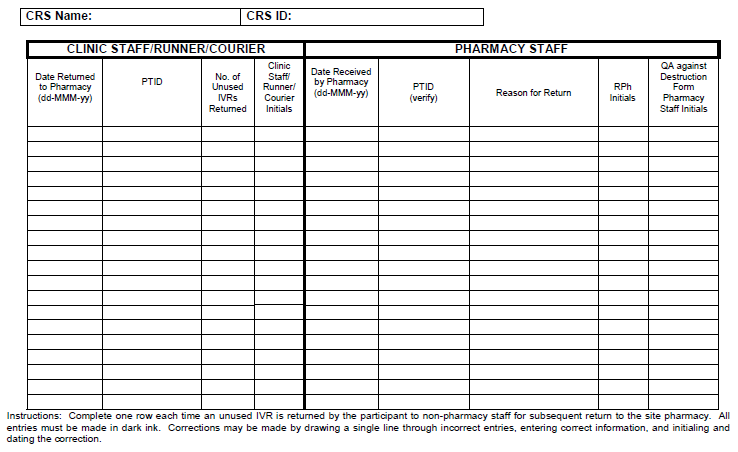 CRS Name: CRS ID:
CLINIC STAFF/RUNNER/COURIER PHARMACY STAFF
Date Returned
to Pharmacy
(dd-MMM-yy)
PTID
No. of
Unused
IVRs
Returned
Clinic
Staff/
Runner/
Courier
Initials
Date Received
by Pharmacy
(dd-MMM-yy)
PTID
(verify)
Reason for Return
RPh
Initials
QA against
Destruction
Form
Pharmacy
Staff Initials
Instructions: Complete one row each time an unused IVR is returned by the participant to non-pharmacy staff for subsequent return to the site pharmacy. All
entries must be made in dark ink. Corrections may be made by drawing a single line through incorrect entries, entering correct information, and initialing and
dating the correction.